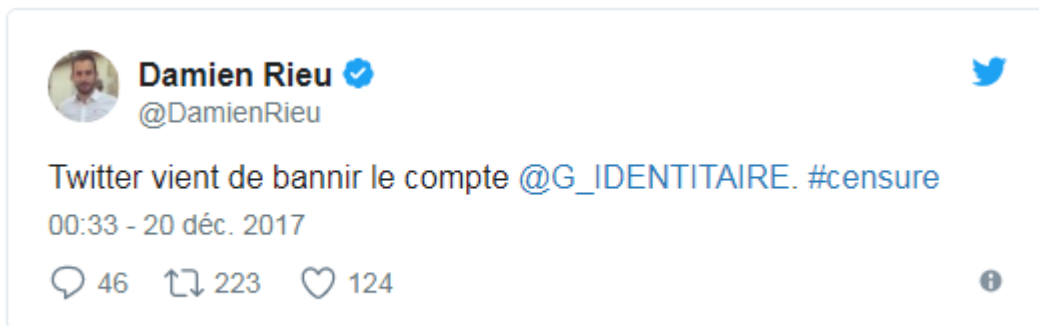 Damien Rieu
@DamienRieu
Twitter vient de bannir le compte @G_IDENTITAIRE. #censure
00:33 - 20 déc. 2017
46 223 124